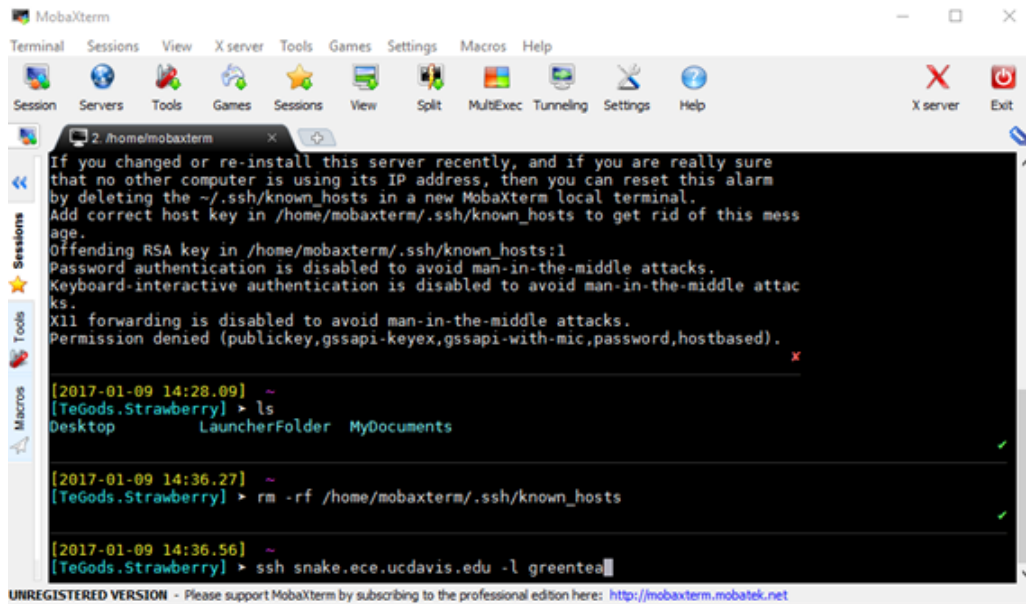 MobaXterm
Terminal Sessions View X server Tools Games Settings Macros Help
Session Servers Tools Games Sessions View Split MultiExec Tunneling Settings Help X server Exit
2. /home/mobaxterm
If you changed or re-install this server recently, and if you are really sure
that no other computer is using its IP address, then you can reset this alarm
by deleting the ~/.ssh/known_hosts in a new MobaXterm local terminal.
Add correct host key in /home/mobaxterm/.ssh/known_hosts to get rid of this mess
age.
Offending RSA key in /home/mobaxterm/.ssh/known_hosts:1
Password authentication is disabled to avoid man-in-the-middle attacks.
Keyboard-interactive authentication is disabled to avoid man-in-the-middle attac
ks.
X11 forwarding is disabled to avoid man-in-the-middle attacks.
Permission denied (publickey,gssapi-keyex,gssapi-with-mic,password,hostbased).
[2017-01-09 14:28.09] ~
[TeGods.Strawberry] ➤ ls
Desktop LauncherFolder MyDocuments
[2017-01-09 14:36.27] ~
[TeGods.Strawberry] ➤ rm -rf /home/mobaxterm/.ssh/known_hosts
[2017-01-09 14:36.56] ~
[TeGods.Strawberry] ➤ ssh snake.ece.ucdavis.edu -l greentea
Sessions
Tools
Macros
UNREGISTERED VERSION - Please support MobaXterm by subscribing to the professional edition here: http://mobaxterm.mobatek.net